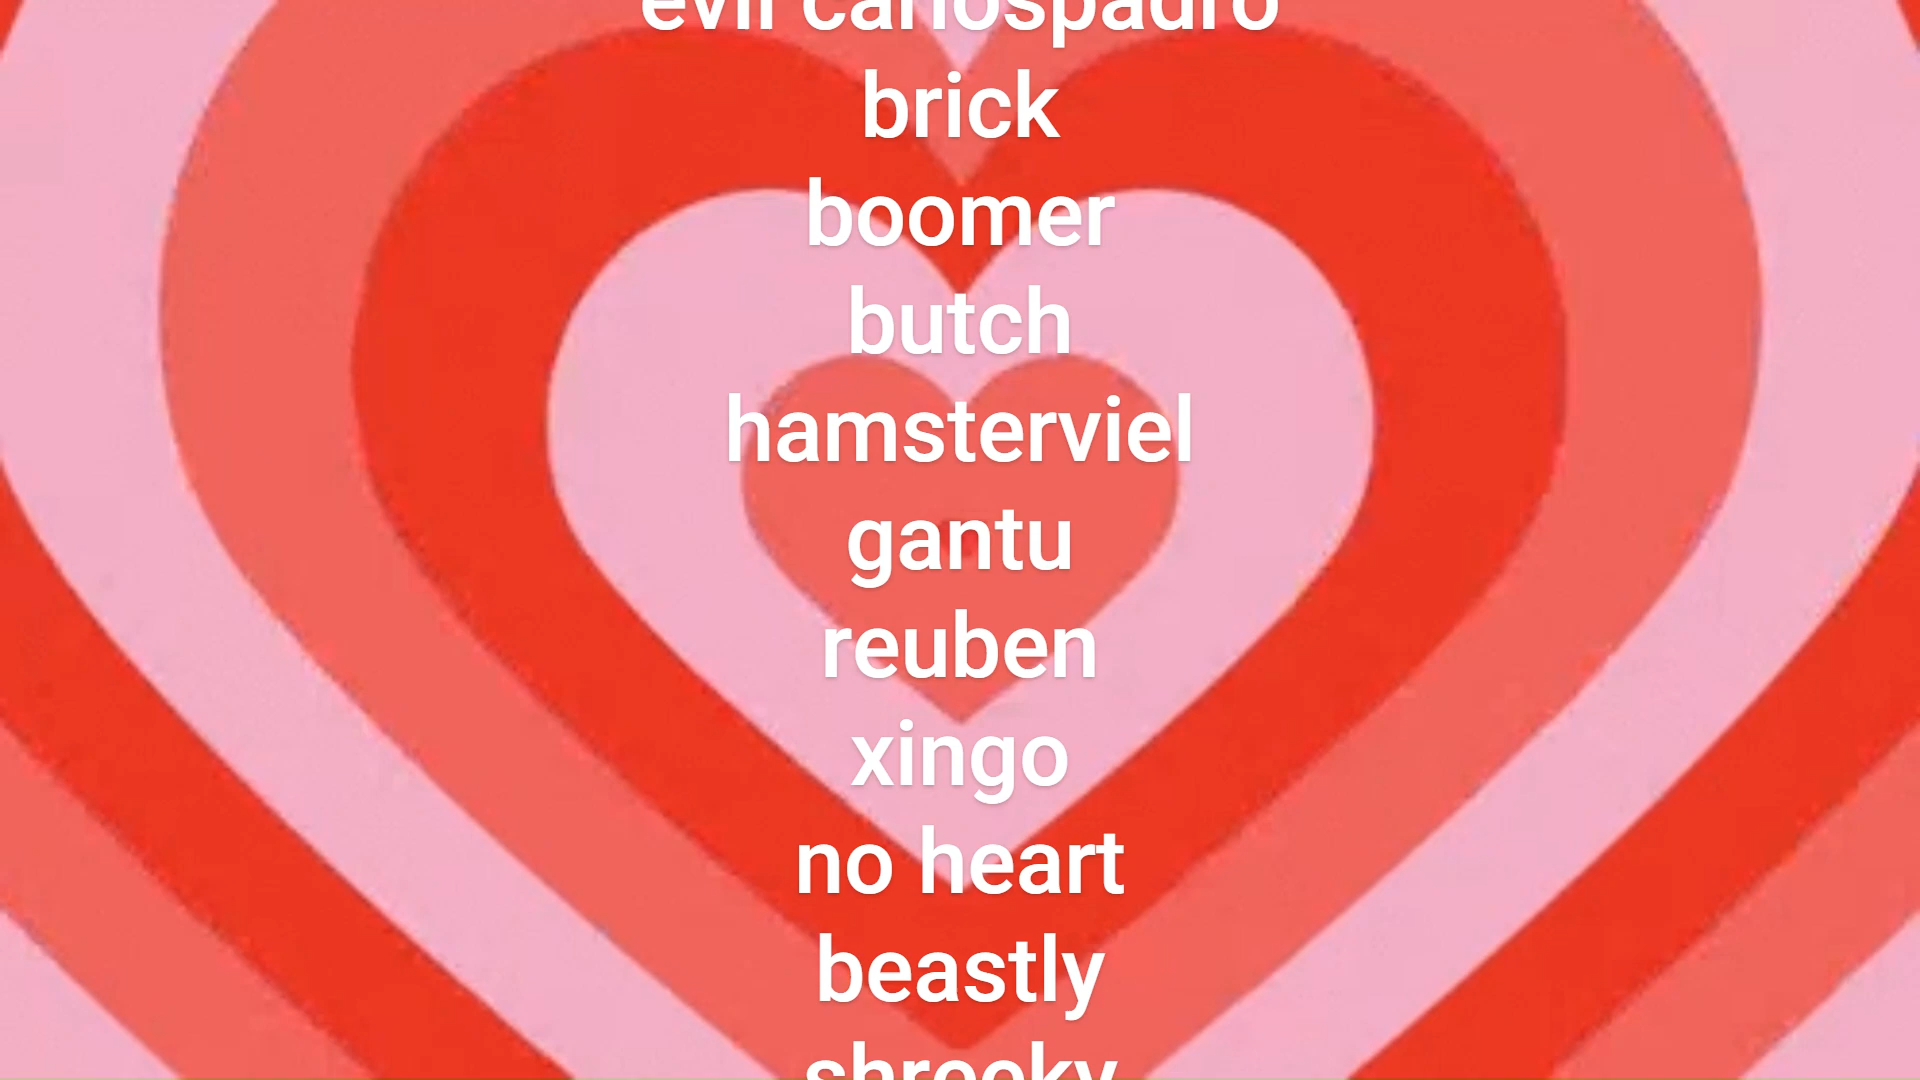 evil carlospadro
brick
boomer
butch
hamsterviel
gantu
reuben
xingo
no heart
beastly
shreeky